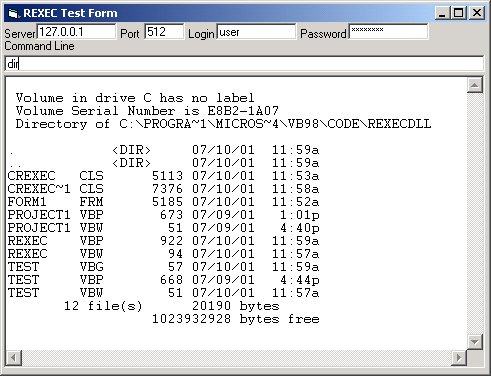 REXEC Test Form
Server 127.0.0.1 Port 512 Login user Password ********
Command Line
dir
Volume in drive C has no label
Volume Serial Number is E8B2-1A07
Directory of C:\PROGRA~1\MICROS~4\VB98\CODE\REXECDLL
. <DIR> 07/10/01 11:59a
.. <DIR> 07/10/01 11:59a
CREXEC CLS 5113 07/10/01 11:53a
CREXEC~1 CLS 7376 07/10/01 11:58a
FORM1 FRM 5185 07/10/01 11:52a
PROJECT1 VBP 673 07/09/01 1:01p
PROJECT1 VBW 51 07/09/01 4:40p
REXEC VBP 922 07/10/01 11:59a
REXEC VBW 94 07/10/01 11:57a
TEST VBG 57 07/10/01 11:59a
TEST VBP 668 07/09/01 4:44p
TEST VBW 51 07/10/01 11:57a
12 file(s) 20190 bytes
1023932928 bytes free